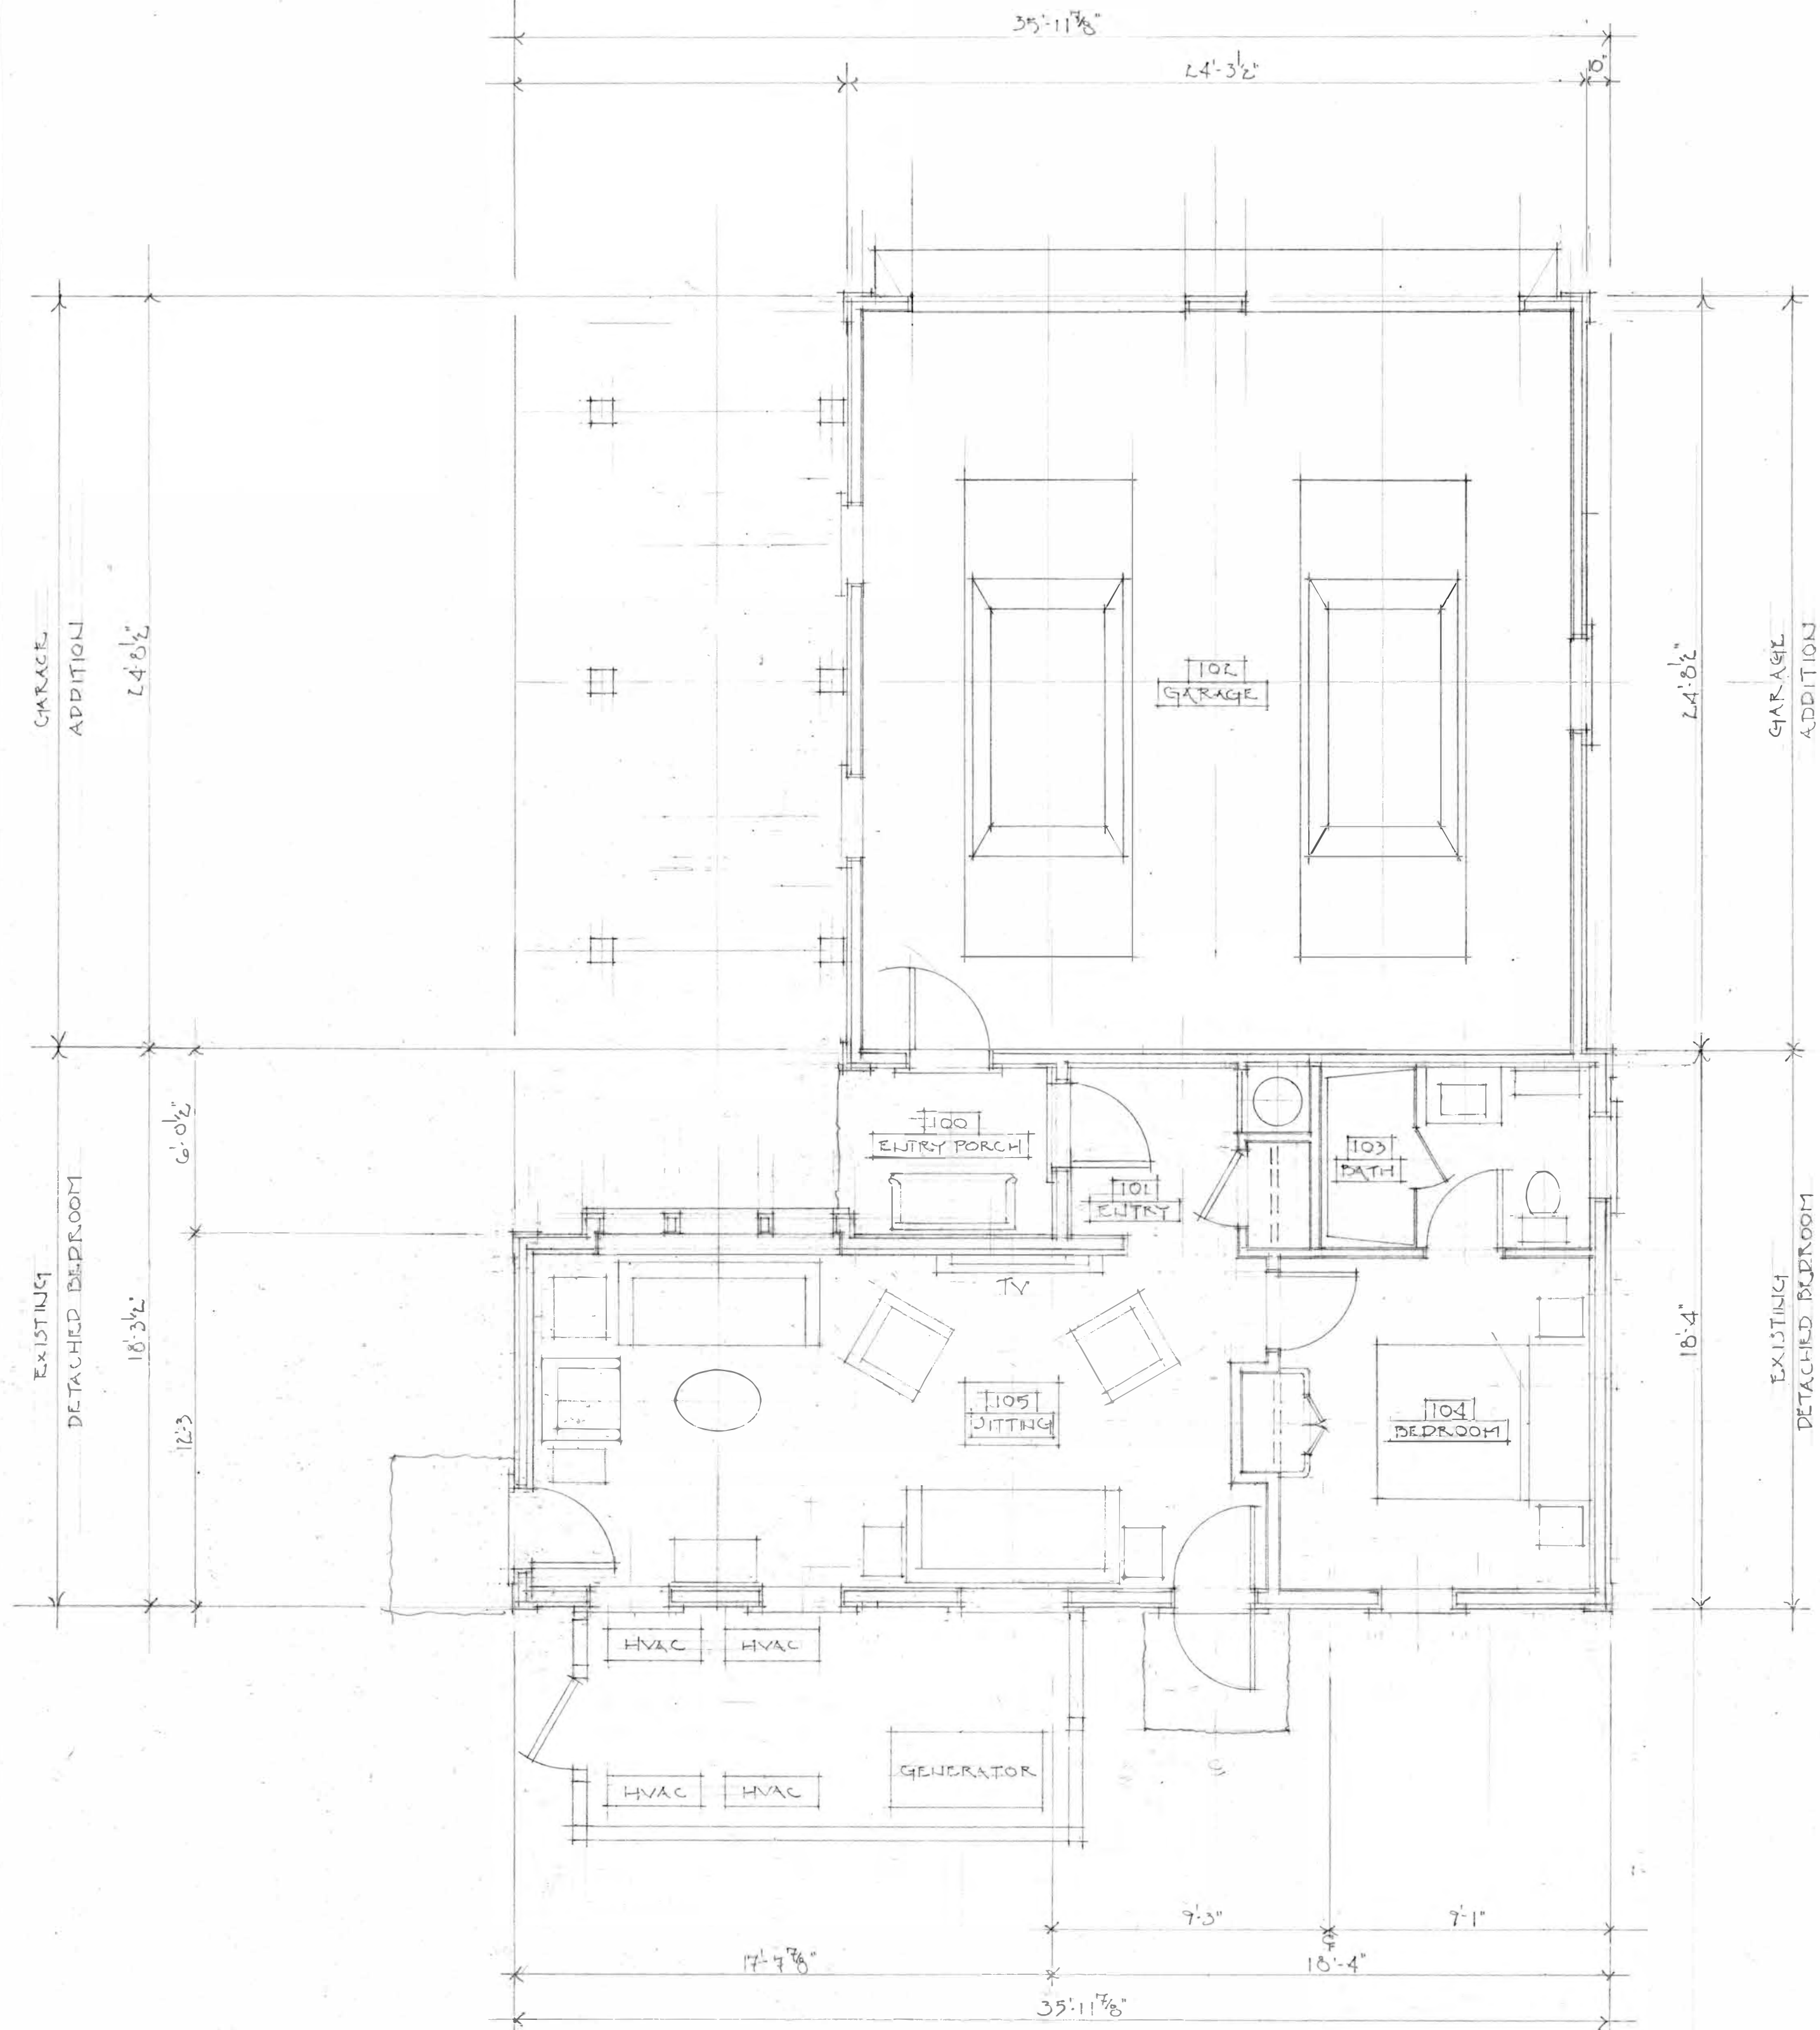 35'-11 7/8"
24'-3 1/2"
10"
GARAGE
ADDITION
24'-8 1/2"
102
GARAGE
24'-8 1/2"
GARAGE
ADDITION
6'-0 1/2"
100
ENTRY PORCH
101
ENTRY
103
BATH
EXISTING
DETACHED BEDROOM
18'-3 1/2"
12'-3
TV
105
SITTING
104
BEDROOM
18'-4"
EXISTING
DETACHED BEDROOM
HVAC
HVAC
GENERATOR
HVAC
HVAC
9'-3"
9'-1"
17'-7 7/8"
18'-4"
35'-11 7/8"